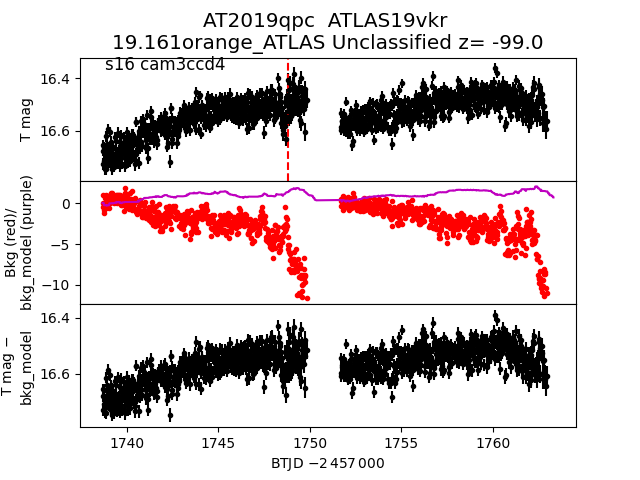 AT2019qpc  ATLAS19vkr
19.161orange_ATLAS Unclassified z= -99.0
s16 cam3ccd4
16.4
16.6
T mag
0
−5
−10
Bkg (red)/
bkg_model (purple)
16.4
16.6
T mag −
bkg_model
1740
1745
1750
1755
1760
BTJD −2 457 000